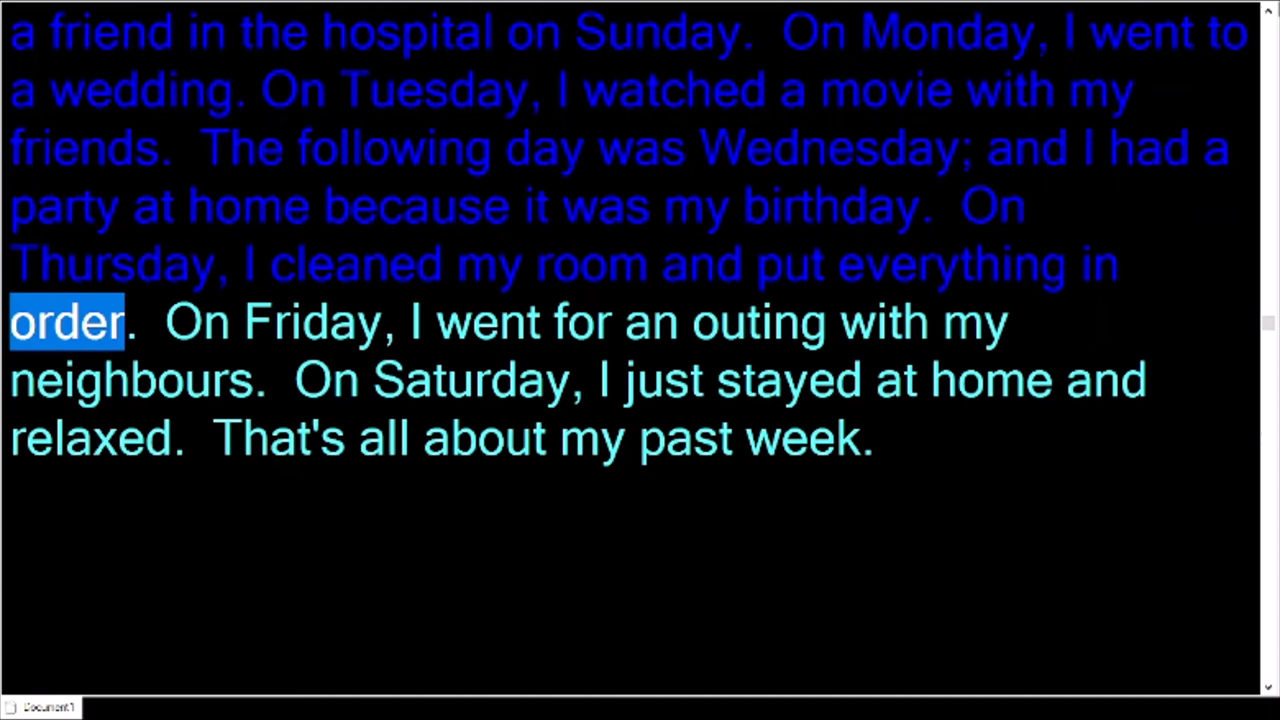 a friend in the hospital on Sunday.  On Monday, I went to
a wedding. On Tuesday, I watched a movie with my
friends.  The following day was Wednesday; and I had a
party at home because it was my birthday.  On
Thursday, I cleaned my room and put everything in
order.  On Friday, I went for an outing with my
neighbours.  On Saturday, I just stayed at home and
relaxed.  That's all about my past week.
Document1